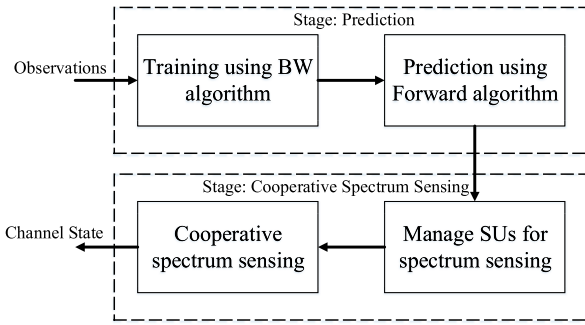 Stage: Prediction
Observations
Training using BW
algorithm
Prediction using
Forward algorithm
Stage: Cooperative Spectrum Sensing
Channel State
Cooperative
spectrum sensing
Manage SUs for
spectrum sensing